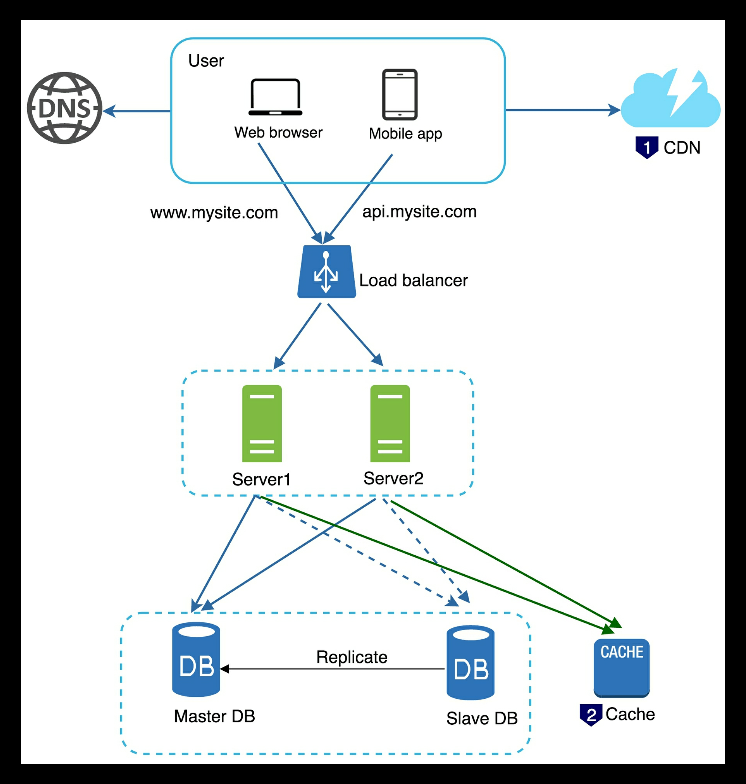 User
DNS
Web browser
Mobile app
1 CDN
www.mysite.com
api.mysite.com
Load balancer
Server1
Server2
DB
Replicate
DB
CACHE
Master DB
Slave DB
2 Cache